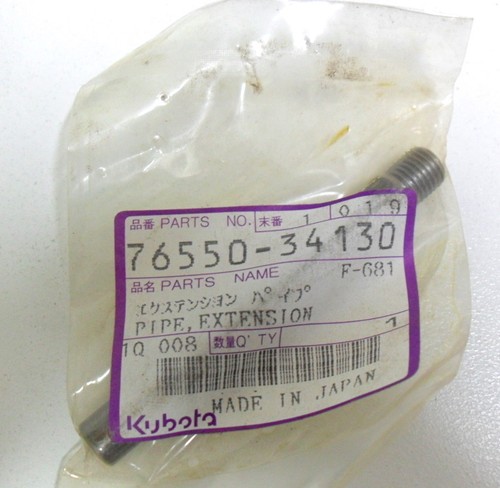 品番 PARTS NO. 末番 1 019
76550-34130
品名 PARTS NAME F-681
エクステンション パイプ
PIPE, EXTENSION
1Q 008 数量Q'TY 1
MADE IN JAPAN
Kubota